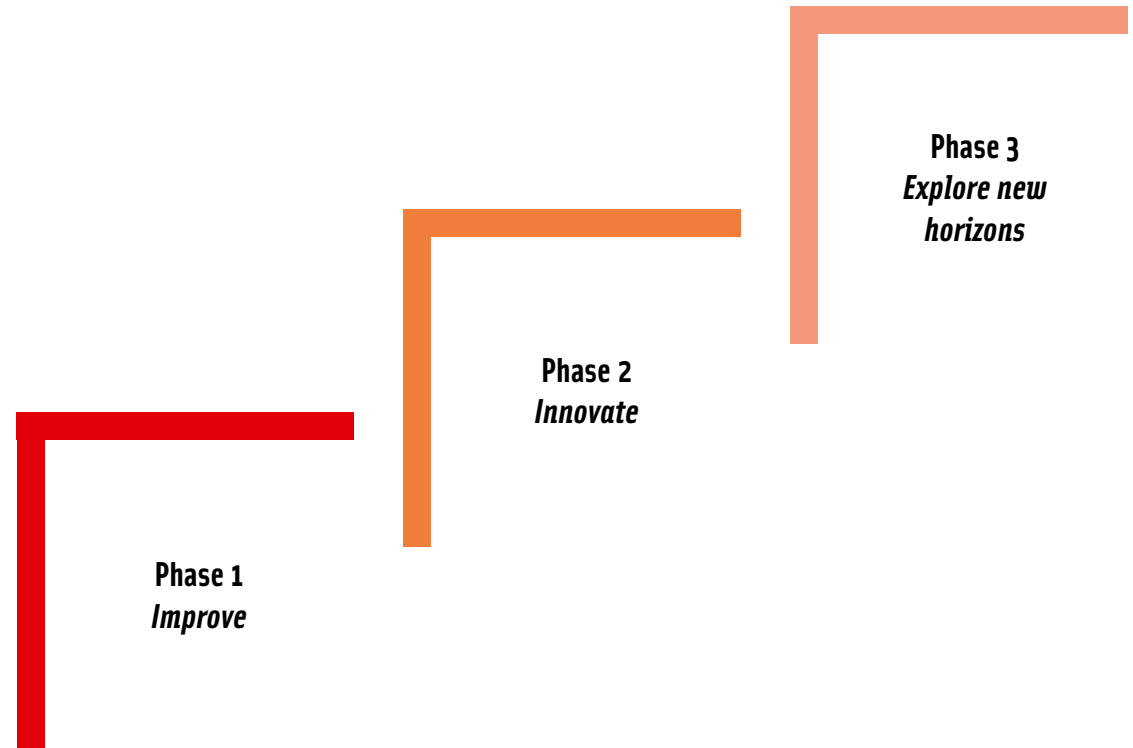 Phase 3
Explore new
horizons
Phase 2
Innovate
Phase 1
Improve